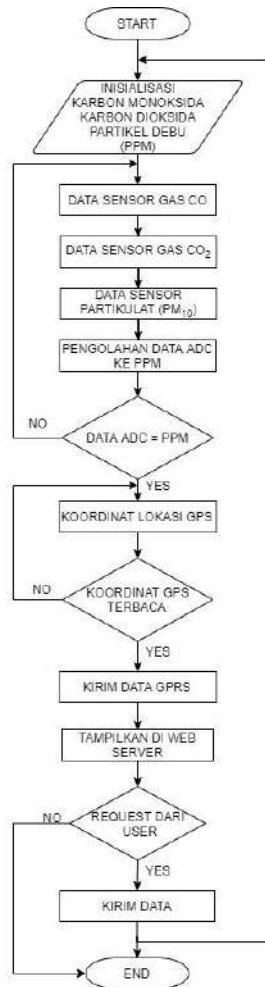 START
INISIALISASI
KARBON MONOKSIDA
KARBON DIOKSIDA
PARTIKEL DEBU
(PPM)
DATA SENSOR GAS CO
DATA SENSOR GAS CO₂
DATA SENSOR
PARTIKULAT (PM₁₀)
PENGOLAHAN DATA ADC
KE PPM
NO
DATA ADC = PPM
YES
KOORDINAT LOKASI GPS
NO
KOORDINAT GPS
TERBACA
YES
KIRIM DATA GPRS
TAMPILKAN DI WEB
SERVER
NO
REQUEST DARI
USER
YES
KIRIM DATA
END